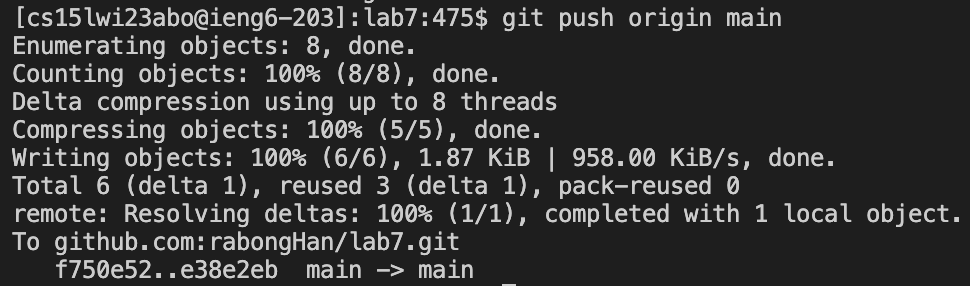 [cs15lwi23abo@ieng6-203]:lab7:475$ git push origin main
Enumerating objects: 8, done.
Counting objects: 100% (8/8), done.
Delta compression using up to 8 threads
Compressing objects: 100% (5/5), done.
Writing objects: 100% (6/6), 1.87 KiB | 958.00 KiB/s, done.
Total 6 (delta 1), reused 3 (delta 1), pack-reused 0
remote: Resolving deltas: 100% (1/1), completed with 1 local object.
To github.com:rabongHan/lab7.git
   f750e52..e38e2eb  main -> main